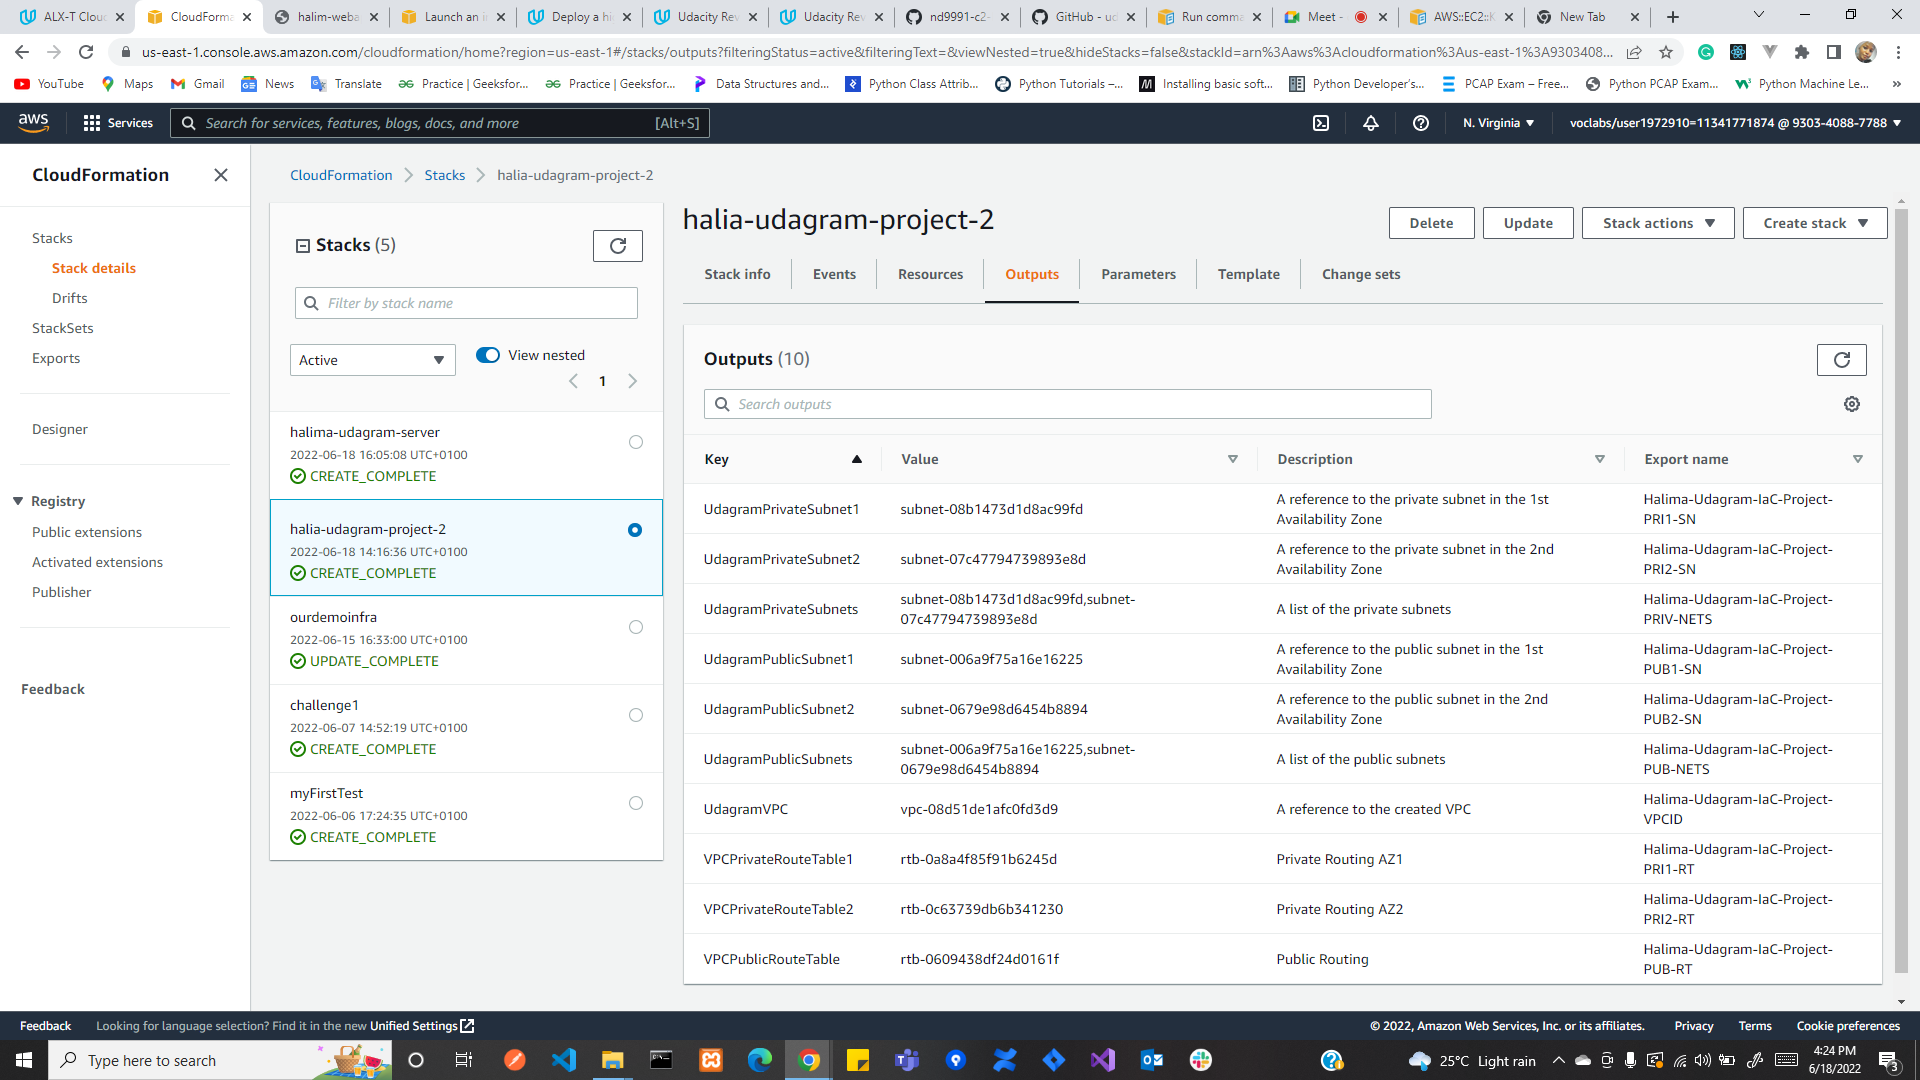 ALX-T Clou
CloudForma
halim-weba
Launch an i
Deploy a hi
Udacity Rev
Udacity Rev
nd9991-c2-
GitHub - ud
Run comma
Meet -
AWS::EC2::K
New Tab
us-east-1.console.aws.amazon.com/cloudformation/home?region=us-east-1#/stacks/outputs?filteringStatus=active&filteringText=&viewNested=true&hideStacks=false&stackId=arn%3Aaws%3Acloudformation%3Aus-east-1%3A9303408...
YouTube
Maps
Gmail
News
Translate
Practice | Geeksfor...
Practice | Geeksfor...
Data Structures and...
Python Class Attrib...
Python Tutorials –...
Installing basic soft...
Python Developer's...
PCAP Exam – Free...
Python PCAP Exam...
Python Machine Le...
aws
Services
Search for services, features, blogs, docs, and more
[Alt+S]
N. Virginia
voclabs/user1972910=11341771874 @ 9303-4088-7788
CloudFormation
Stacks
Stack details
Drifts
StackSets
Exports
Designer
Registry
Public extensions
Activated extensions
Publisher
Feedback
CloudFormation
Stacks
halia-udagram-project-2
Stacks (5)
Filter by stack name
Active
View nested
1
halima-udagram-server
2022-06-18 16:05:08 UTC+0100
CREATE_COMPLETE
halia-udagram-project-2
2022-06-18 14:16:36 UTC+0100
CREATE_COMPLETE
ourdemoinfra
2022-06-15 16:33:00 UTC+0100
UPDATE_COMPLETE
challenge1
2022-06-07 14:52:19 UTC+0100
CREATE_COMPLETE
myFirstTest
2022-06-06 17:24:35 UTC+0100
CREATE_COMPLETE
halia-udagram-project-2
Delete
Update
Stack actions
Create stack
Stack info
Events
Resources
Outputs
Parameters
Template
Change sets
Outputs (10)
Search outputs
Key
Value
Description
Export name
UdagramPrivateSubnet1
subnet-08b1473d1d8ac99fd
A reference to the private subnet in the 1st
Availability Zone
Halima-Udagram-IaC-Project-
PRI1-SN
UdagramPrivateSubnet2
subnet-07c47794739893e8d
A reference to the private subnet in the 2nd
Availability Zone
Halima-Udagram-IaC-Project-
PRI2-SN
UdagramPrivateSubnets
subnet-08b1473d1d8ac99fd,subnet-
07c47794739893e8d
A list of the private subnets
Halima-Udagram-IaC-Project-
PRIV-NETS
UdagramPublicSubnet1
subnet-006a9f75a16e16225
A reference to the public subnet in the 1st
Availability Zone
Halima-Udagram-IaC-Project-
PUB1-SN
UdagramPublicSubnet2
subnet-0679e98d6454b8894
A reference to the public subnet in the 2nd
Availability Zone
Halima-Udagram-IaC-Project-
PUB2-SN
UdagramPublicSubnets
subnet-006a9f75a16e16225,subnet-
0679e98d6454b8894
A list of the public subnets
Halima-Udagram-IaC-Project-
PUB-NETS
UdagramVPC
vpc-08d51de1afc0fd3d9
A reference to the created VPC
Halima-Udagram-IaC-Project-
VPCID
VPCPrivateRouteTable1
rtb-0a8a4f85f91b6245d
Private Routing AZ1
Halima-Udagram-IaC-Project-
PRI1-RT
VPCPrivateRouteTable2
rtb-0c63739db6b341230
Private Routing AZ2
Halima-Udagram-IaC-Project-
PRI2-RT
VPCPublicRouteTable
rtb-0609438df24d0161f
Public Routing
Halima-Udagram-IaC-Project-
PUB-RT
Feedback
Looking for language selection? Find it in the new Unified Settings
© 2022, Amazon Web Services, Inc. or its affiliates.
Privacy
Terms
Cookie preferences
Type here to search
25°C Light rain
4:24 PM
6/18/2022
3